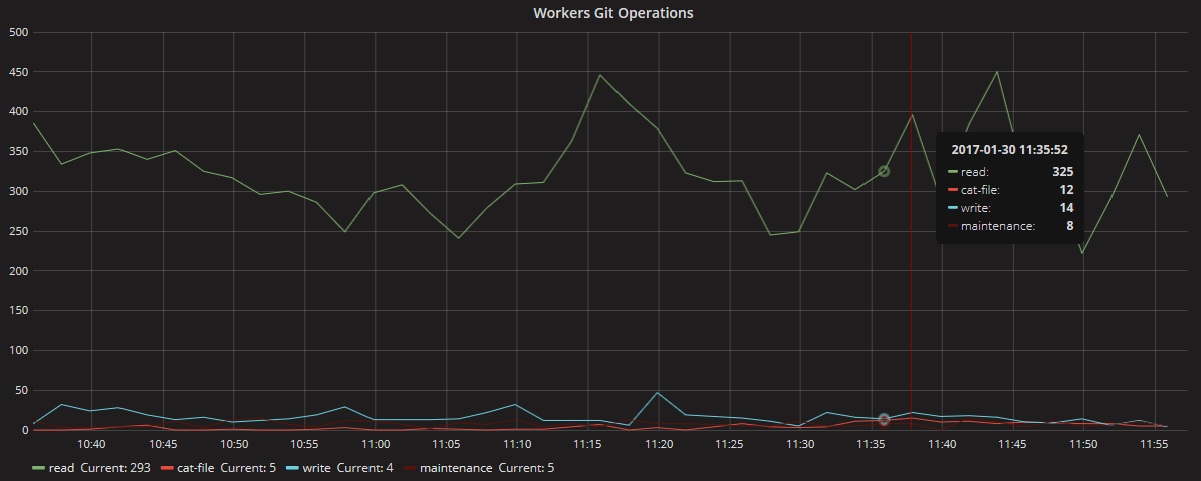 Workers Git Operations
500
450
400
350
300
250
200
150
100
50
0
2017-01-30 11:35:52
read: 325
cat-file: 12
write: 14
maintenance: 8
10:40 10:45 10:50 10:55 11:00 11:05 11:10 11:15 11:20 11:25 11:30 11:35 11:40 11:45 11:50 11:55
read Current: 293 cat-file Current: 5 write Current: 4 maintenance Current: 5